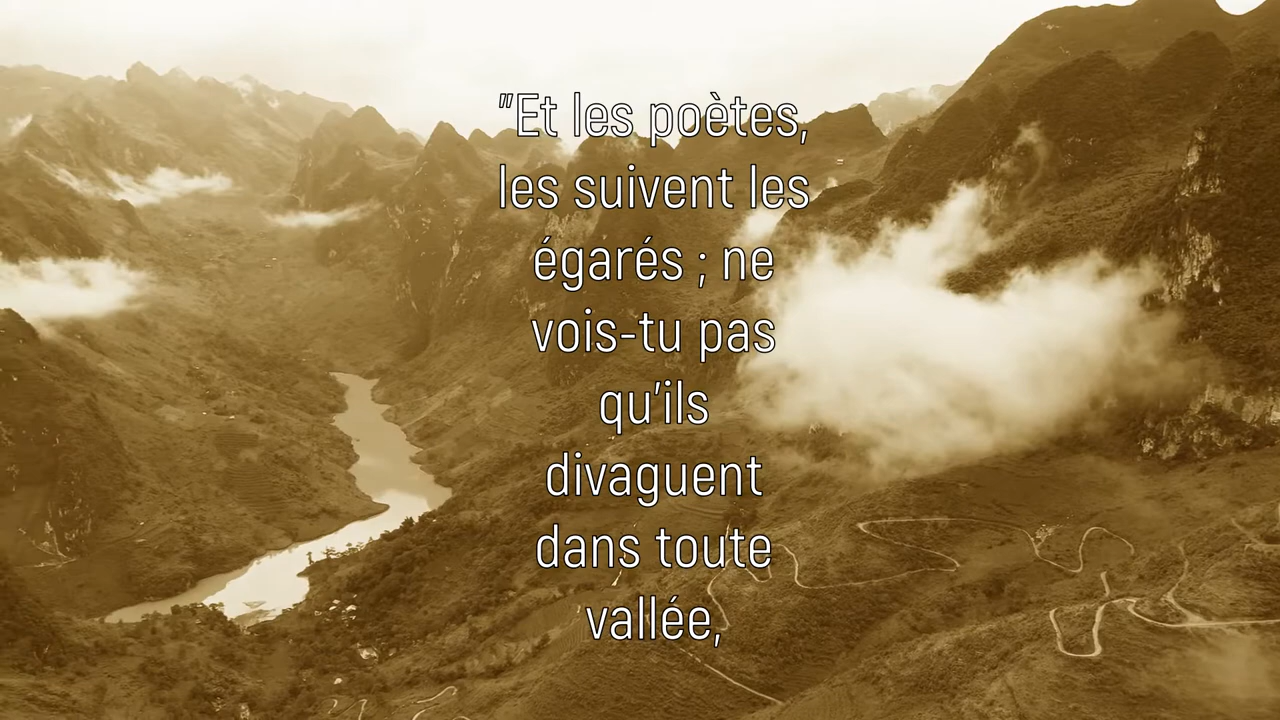 "Et les poètes,
les suivent les
égarés ; ne
vois-tu pas
qu'ils
divaguent
dans toute
vallée,